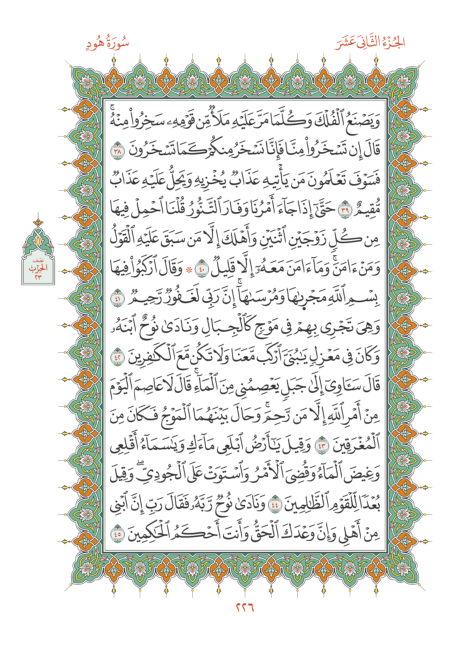 الجُزْءُ الثَّانِيَ عَشَرَ
سُورَةُ هُودٍ
وَيَصْنَعُ ٱلْفُلْكَ وَكُلَّمَا مَرَّ عَلَيْهِ مَلَأٌ مِّن قَوْمِهِۦ سَخِرُوا۟ مِنْهُۚ
قَالَ إِن تَسْخَرُوا۟ مِنَّا فَإِنَّا نَسْخَرُ مِنكُمْ كَمَا تَسْخَرُونَ ٣٨
فَسَوْفَ تَعْلَمُونَ مَن يَأْتِيهِ عَذَابٌ يُخْزِيهِ وَيَحِلُّ عَلَيْهِ عَذَابٌ
مُّقِيمٌ ٣٩ حَتَّىٰٓ إِذَا جَآءَ أَمْرُنَا وَفَارَ ٱلتَّنُّورُ قُلْنَا ٱحْمِلْ فِيهَا
مِن كُلٍّ زَوْجَيْنِ ٱثْنَيْنِ وَأَهْلَكَ إِلَّا مَن سَبَقَ عَلَيْهِ ٱلْقَوْلُ
وَمَنْ ءَامَنَۚ وَمَآ ءَامَنَ مَعَهُۥٓ إِلَّا قَلِيلٌ ٤٠ ۞ وَقَالَ ٱرْكَبُوا۟ فِيهَا
بِسْمِ ٱللَّهِ مَجْر۪ىٰهَا وَمُرْسَىٰهَآۚ إِنَّ رَبِّى لَغَفُورٌ رَّحِيمٌ ٤١
وَهِىَ تَجْرِى بِهِمْ فِى مَوْجٍ كَٱلْجِبَالِ وَنَادَىٰ نُوحٌ ٱبْنَهُۥ
وَكَانَ فِى مَعْزِلٍ يَٰبُنَىَّ ٱرْكَب مَّعَنَا وَلَا تَكُن مَّعَ ٱلْكَٰفِرِينَ ٤٢
قَالَ سَـَٔاوِىٓ إِلَىٰ جَبَلٍ يَعْصِمُنِى مِنَ ٱلْمَآءِۚ قَالَ لَا عَاصِمَ ٱلْيَوْمَ
مِنْ أَمْرِ ٱللَّهِ إِلَّا مَن رَّحِمَۚ وَحَالَ بَيْنَهُمَا ٱلْمَوْجُ فَكَانَ مِنَ
ٱلْمُغْرَقِينَ ٤٣ وَقِيلَ يَٰٓأَرْضُ ٱبْلَعِى مَآءَكِ وَيَٰسَمَآءُ أَقْلِعِى
وَغِيضَ ٱلْمَآءُ وَقُضِىَ ٱلْأَمْرُ وَٱسْتَوَتْ عَلَى ٱلْجُودِىِّۖ وَقِيلَ
بُعْدًا لِّلْقَوْمِ ٱلظَّٰلِمِينَ ٤٤ وَنَادَىٰ نُوحٌ رَّبَّهُۥ فَقَالَ رَبِّ إِنَّ ٱبْنِى
مِنْ أَهْلِى وَإِنَّ وَعْدَكَ ٱلْحَقُّ وَأَنتَ أَحْكَمُ ٱلْحَٰكِمِينَ ٤٥
نصف
الحزب
٢٣
٢٢٦